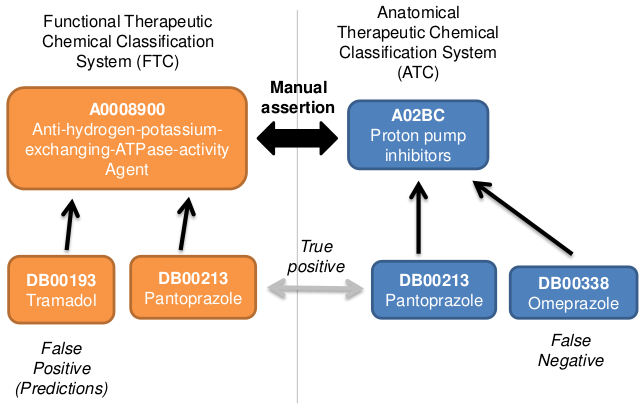 Functional Therapeutic
Chemical Classification
System (FTC)
Anatomical
Therapeutic Chemical
Classification System
(ATC)
Manual
assertion
A0008900
Anti-hydrogen-potassium-
exchanging-ATPase-activity
Agent
A02BC
Proton pump
inhibitors
True
positive
DB00193
Tramadol
DB00213
Pantoprazole
DB00213
Pantoprazole
DB00338
Omeprazole
False
Positive
(Predictions)
False
Negative